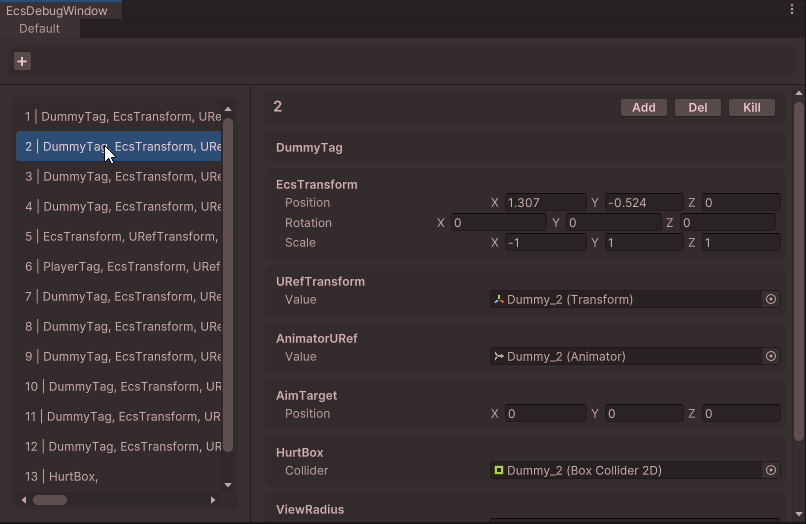 EcsDebugWindow
Default
+
1 | DummyTag, EcsTransform, URe
2 | DummyTag, EcsTransform, URe
3 | DummyTag, EcsTransform, URe
4 | DummyTag, EcsTransform, URe
5 | EcsTransform, URefTransform,
6 | PlayerTag, EcsTransform, URef
7 | DummyTag, EcsTransform, URe
8 | DummyTag, EcsTransform, URe
9 | DummyTag, EcsTransform, URe
10 | DummyTag, EcsTransform, UR
11 | DummyTag, EcsTransform, UR
12 | DummyTag, EcsTransform, UR
13 | HurtBox,
2 Add Del Kill
DummyTag
EcsTransform
Position X 1.307 Y -0.524 Z 0
Rotation X 0 Y 0 Z 0
Scale X -1 Y 1 Z 1
URefTransform
Value Dummy_2 (Transform)
AnimatorURef
Value Dummy_2 (Animator)
AimTarget
Position X 0 Y 0 Z 0
HurtBox
Collider Dummy_2 (Box Collider 2D)
ViewRadius